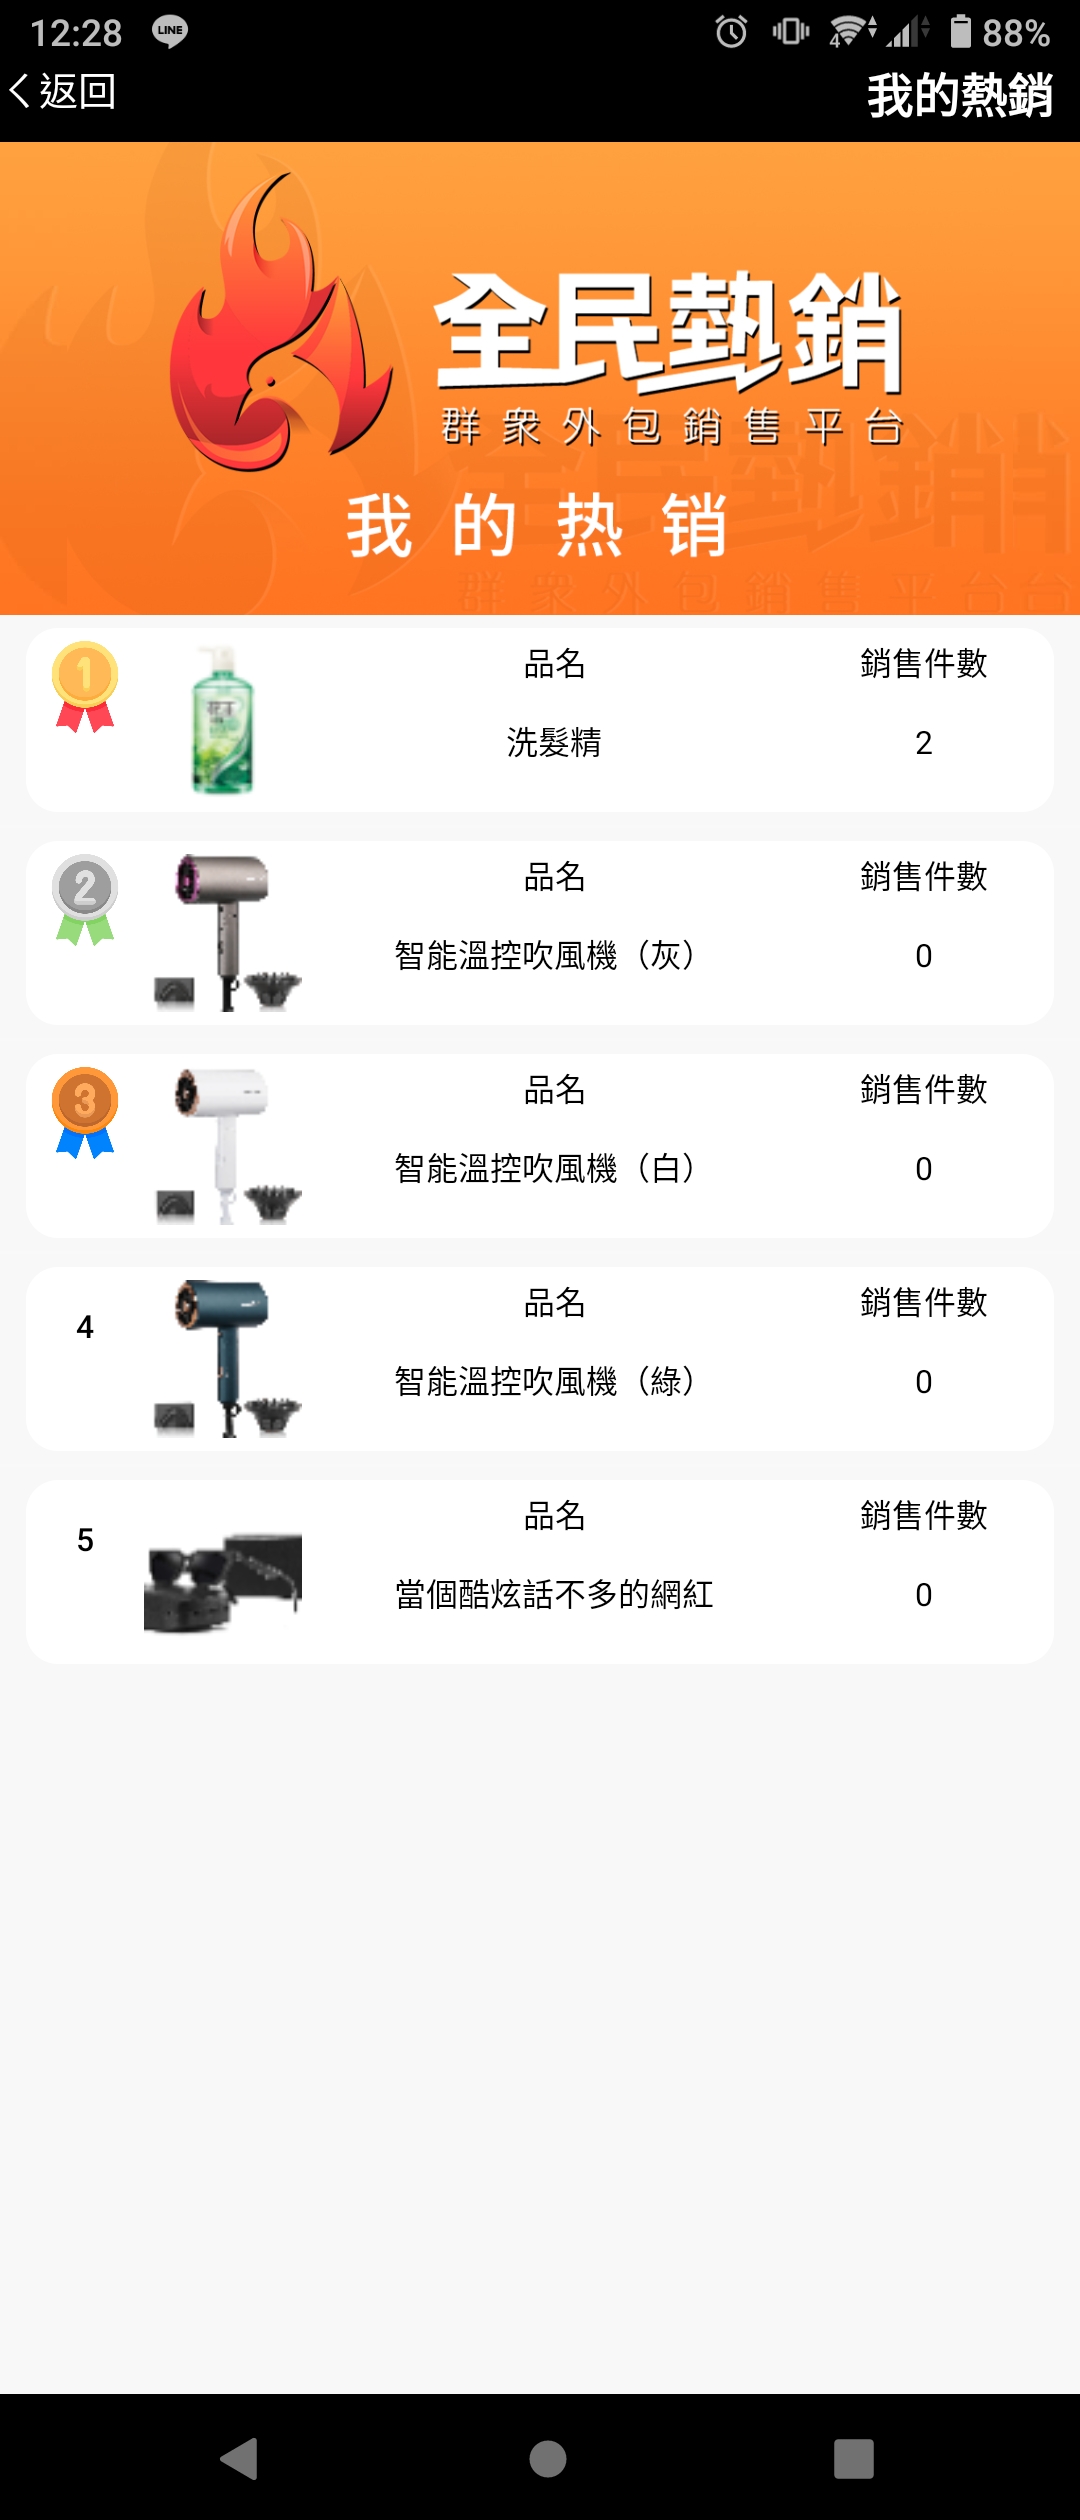 12:28 LINE 4 88%
返回 我的熱銷
全民熱銷
群衆外包銷售平台
我的热销
1 品名 銷售件數
洗髮精 2
2 品名 銷售件數
智能溫控吹風機（灰） 0
3 品名 銷售件數
智能溫控吹風機（白） 0
4 品名 銷售件數
智能溫控吹風機（綠） 0
5 品名 銷售件數
當個酷炫話不多的網紅 0